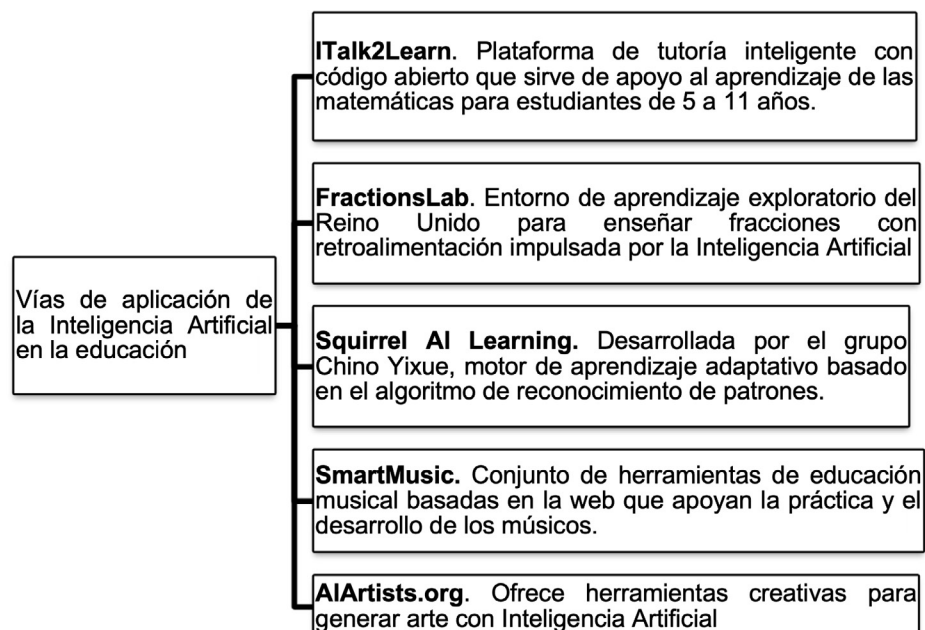 ITalk2Learn. Plataforma de tutoría inteligente con
código abierto que sirve de apoyo al aprendizaje de las
matemáticas para estudiantes de 5 a 11 años.
FractionsLab. Entorno de aprendizaje exploratorio del
Reino Unido para enseñar fracciones con
retroalimentación impulsada por la Inteligencia Artificial
Vías de aplicación de
la Inteligencia Artificial
en la educación
Squirrel AI Learning. Desarrollada por el grupo
Chino Yixue, motor de aprendizaje adaptativo basado
en el algoritmo de reconocimiento de patrones.
SmartMusic. Conjunto de herramientas de educación
musical basadas en la web que apoyan la práctica y el
desarrollo de los músicos.
AIArtists.org. Ofrece herramientas creativas para
generar arte con Inteligencia Artificial